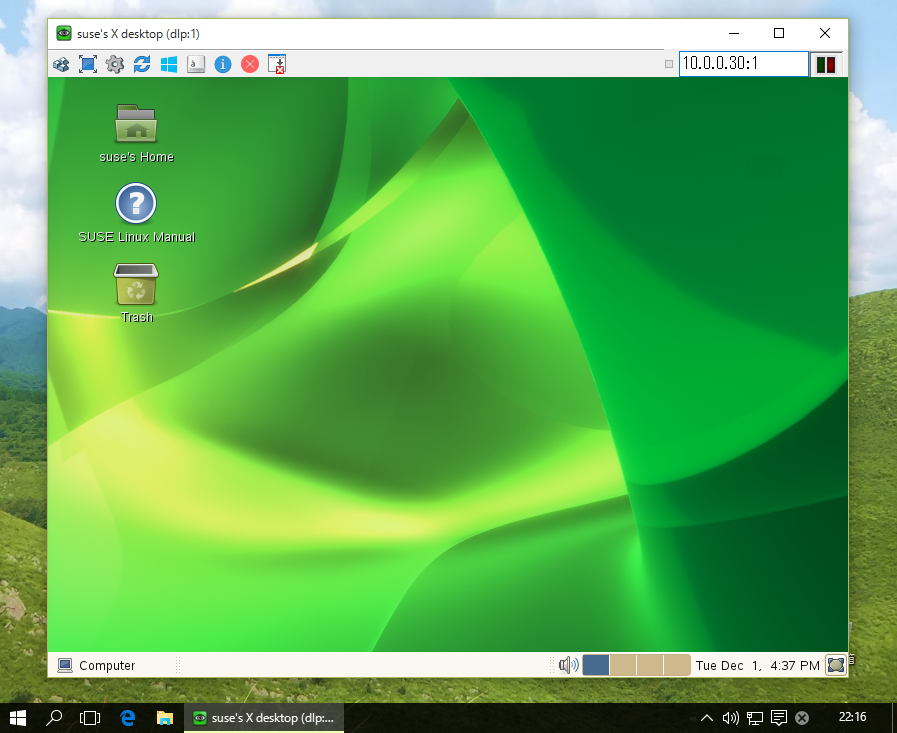 suse's X desktop (dlp:1)
10.0.0.30:1
suse's Home
SUSE Linux Manual
Trash
Computer
Tue Dec 1, 4:37 PM
suse's X desktop (dlp:...
22:16